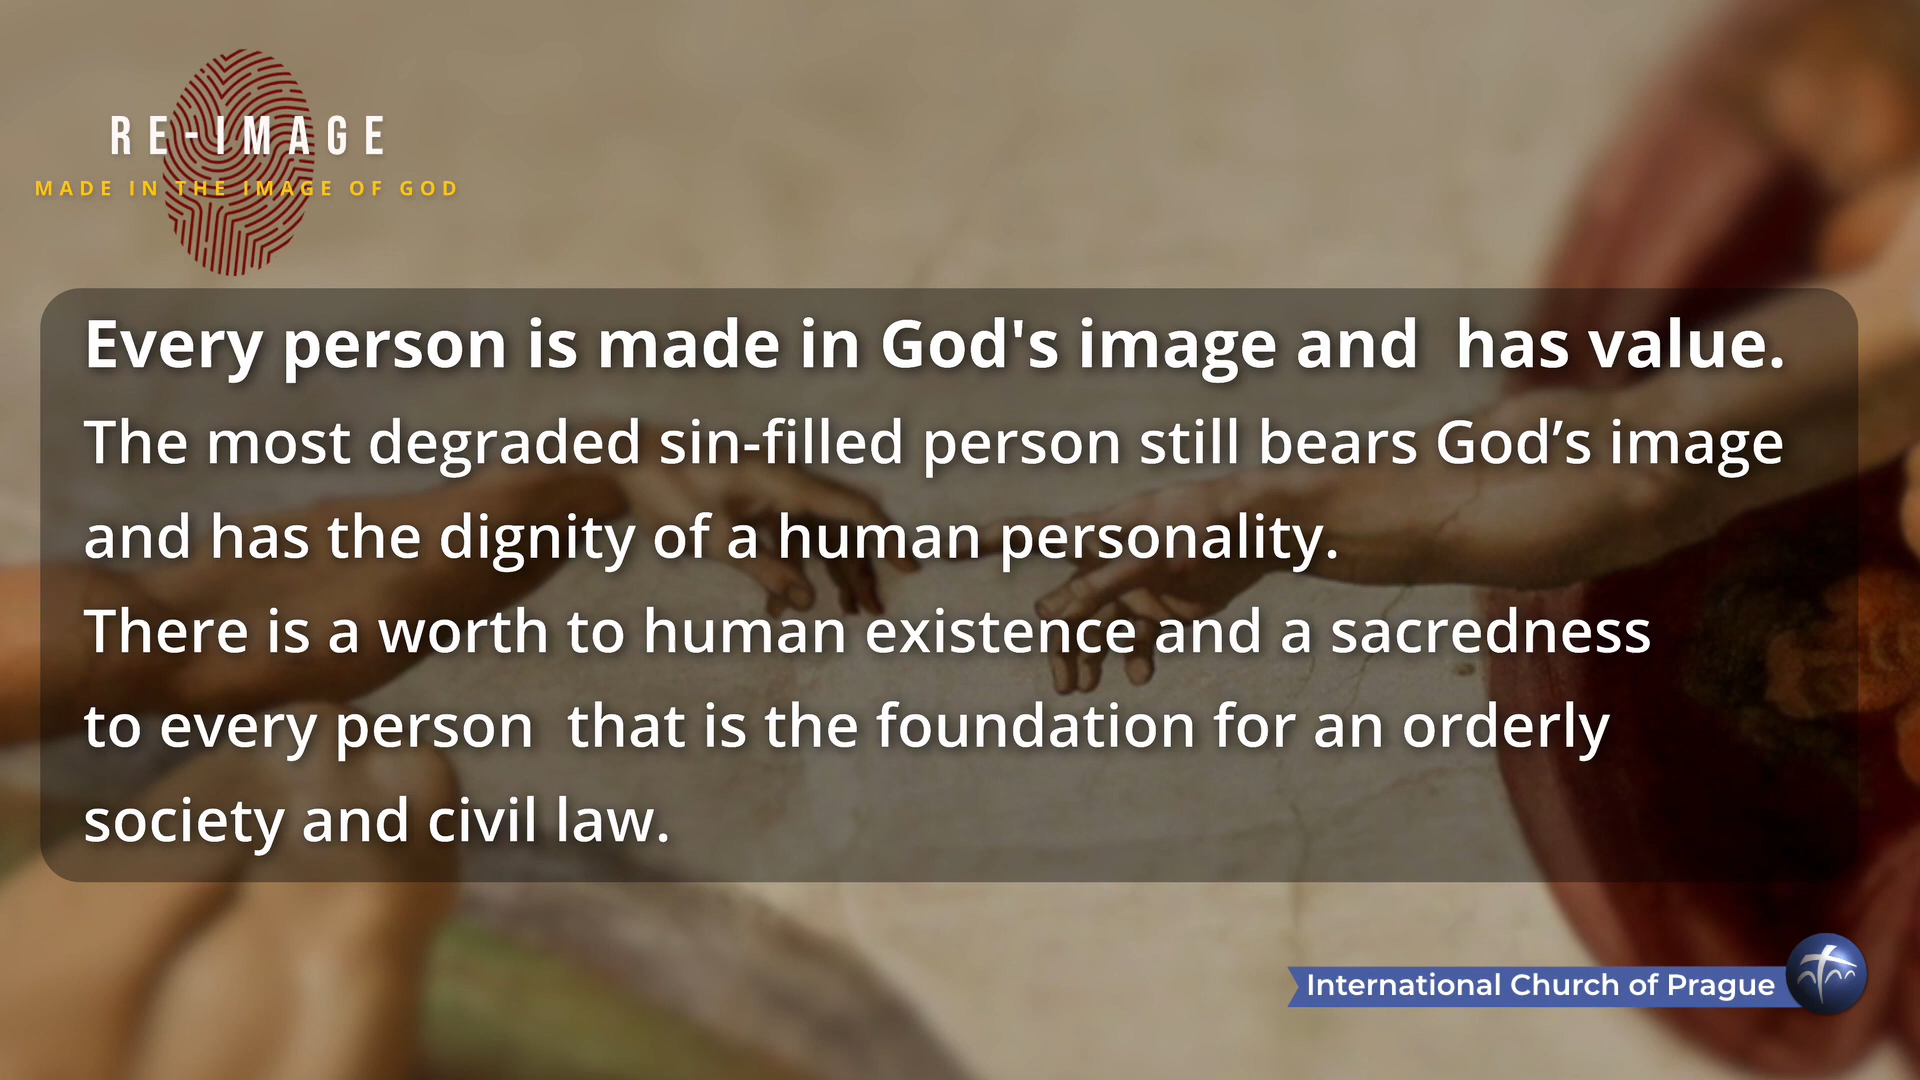 RE-IMAGE
MADE IN THE IMAGE OF GOD
Every person is made in God's image and  has value.
The most degraded sin-filled person still bears God’s image
and has the dignity of a human personality.
There is a worth to human existence and a sacredness
to every person  that is the foundation for an orderly
society and civil law.
International Church of Prague